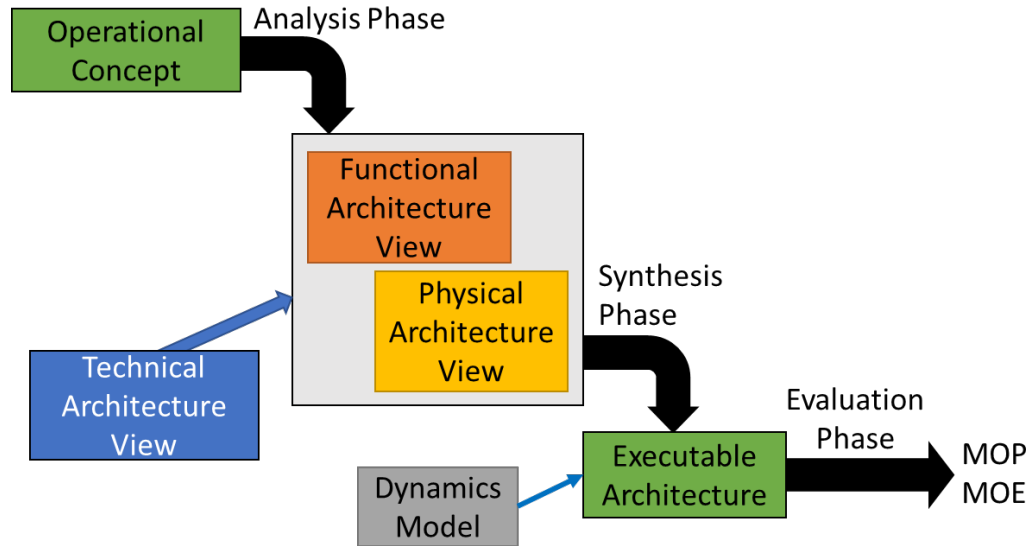 Operational
Concept
Analysis Phase
Functional
Architecture
View
Physical
Architecture
View
Synthesis
Phase
Technical
Architecture
View
Evaluation
Phase
Executable
Architecture
MOP
MOE
Dynamics
Model